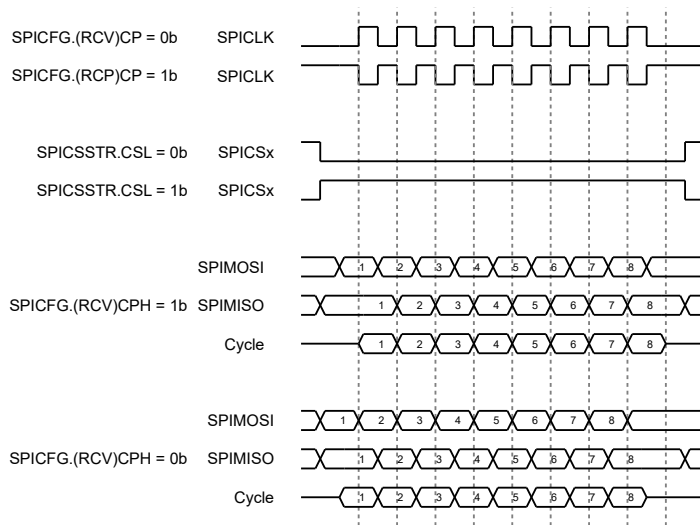 SPICFG.(RCV)CP = 0b SPICLK
SPICFG.(RCP)CP = 1b SPICLK
SPICSSTR.CSL = 0b SPICSx
SPICSSTR.CSL = 1b SPICSx
SPIMOSI 1 2 3 4 5 6 7 8
SPICFG.(RCV)CPH = 1b SPIMISO 1 2 3 4 5 6 7 8
Cycle 1 2 3 4 5 6 7 8
SPIMOSI 1 2 3 4 5 6 7 8
SPICFG.(RCV)CPH = 0b SPIMISO 1 2 3 4 5 6 7 8
Cycle 1 2 3 4 5 6 7 8